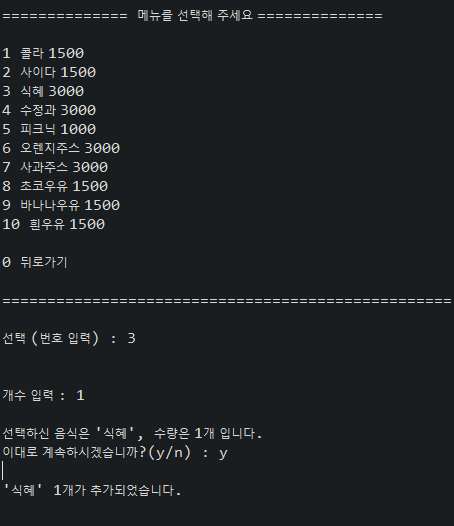 ============== 메뉴를 선택해 주세요 ==============
1 콜라 1500
2 사이다 1500
3 식혜 3000
4 수정과 3000
5 피크닉 1000
6 오렌지주스 3000
7 사과주스 3000
8 초코우유 1500
9 바나나우유 1500
10 흰우유 1500
0 뒤로가기
==================================================
선택 (번호 입력) : 3
개수 입력 : 1
선택하신 음식은 '식혜', 수량은 1개 입니다.
이대로 계속하시겠습니까?(y/n) : y
'식혜' 1개가 추가되었습니다.